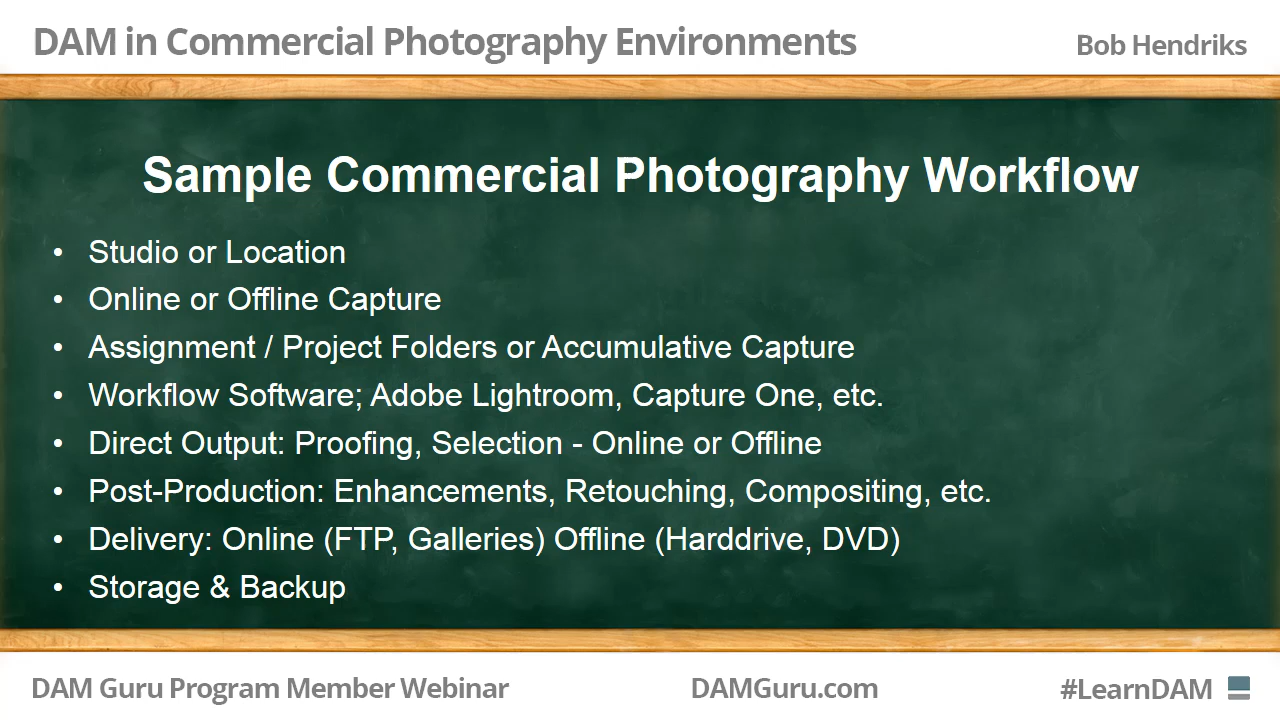 DAM in Commercial Photography Environments
Bob Hendriks
Sample Commercial Photography Workflow
• Studio or Location
• Online or Offline Capture
• Assignment / Project Folders or Accumulative Capture
• Workflow Software; Adobe Lightroom, Capture One, etc.
• Direct Output: Proofing, Selection - Online or Offline
• Post-Production: Enhancements, Retouching, Compositing, etc.
• Delivery: Online (FTP, Galleries) Offline (Harddrive, DVD)
• Storage & Backup
DAM Guru Program Member Webinar
DAMGuru.com
#LearnDAM